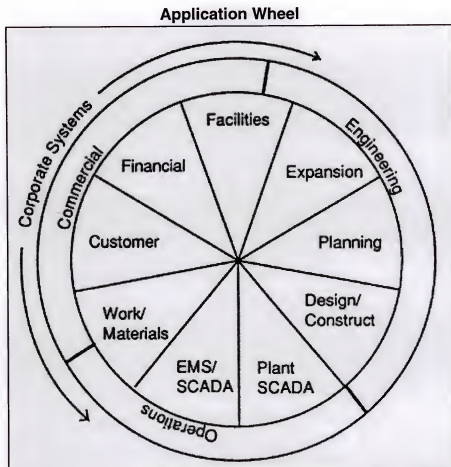 Application Wheel
Corporate Systems
Commercial
Engineering
Operations
Facilities
Expansion
Planning
Design/
Construct
Plant
SCADA
EMS/
SCADA
Work/
Materials
Customer
Financial